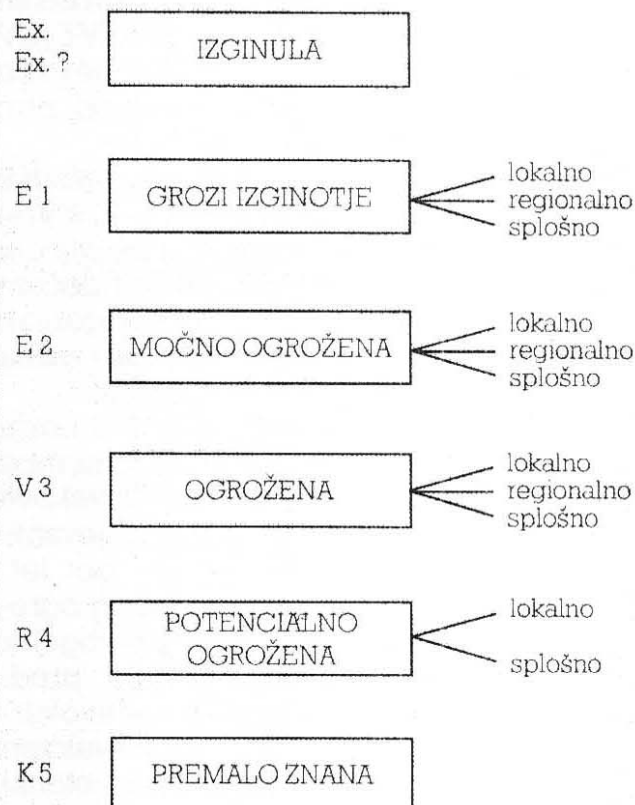 Ex.
Ex. ?
IZGINULA
E 1
GROZI IZGINOTJE
lokalno
regionalno
splošno
E 2
MOČNO OGROŽENA
lokalno
regionalno
splošno
V 3
OGROŽENA
lokalno
regionalno
splošno
R 4
POTENCIALNO
OGROŽENA
lokalno
splošno
K 5
PREMALO ZNANA